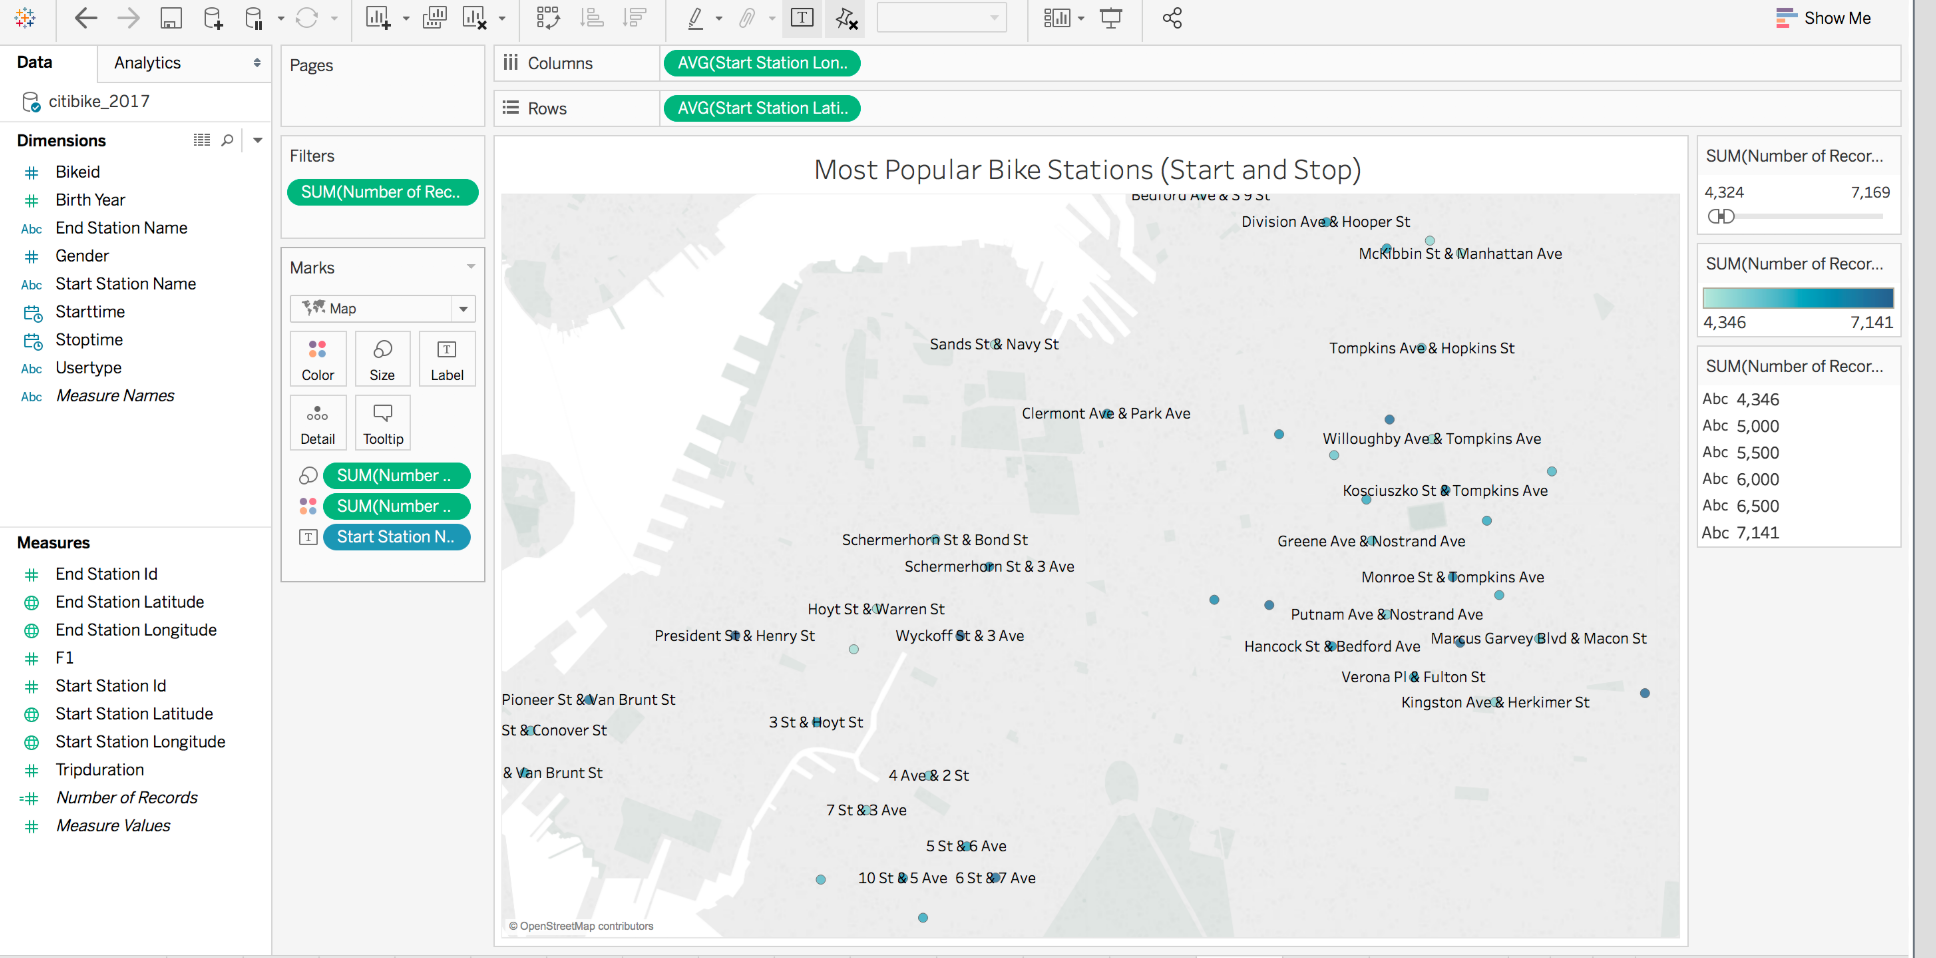 Show Me
Data
Analytics
citibike_2017
Dimensions
Bikeid
Birth Year
Abc End Station Name
Gender
Abc Start Station Name
Starttime
Stoptime
Abc Usertype
Abc Measure Names
Measures
End Station Id
End Station Latitude
End Station Longitude
F1
Start Station Id
Start Station Latitude
Start Station Longitude
Tripduration
Number of Records
Measure Values
Pages
Filters
SUM(Number of Rec..
Marks
Map
Color
Size
T
Label
Detail
Tooltip
SUM(Number ..
SUM(Number ..
T Start Station N..
Columns
AVG(Start Station Lon..
Rows
AVG(Start Station Lati..
Most Popular Bike Stations (Start and Stop)
Bedford Ave & S 9 St
Division Ave & Hooper St
McKibbin St & Manhattan Ave
Sands St & Navy St
Tompkins Ave & Hopkins St
Clermont Ave & Park Ave
Willoughby Ave & Tompkins Ave
Kosciuszko St & Tompkins Ave
Schermerhorn St & Bond St
Greene Ave & Nostrand Ave
Schermerhorn St & 3 Ave
Monroe St & Tompkins Ave
Hoyt St & Warren St
Putnam Ave & Nostrand Ave
President St & Henry St
Wyckoff St & 3 Ave
Hancock St & Bedford Ave
Marcus Garvey Blvd & Macon St
Verona Pl & Fulton St
Pioneer St & Van Brunt St
Kingston Ave & Herkimer St
3 St & Hoyt St
St & Conover St
& Van Brunt St
4 Ave & 2 St
7 St & 3 Ave
5 St & 6 Ave
10 St & 5 Ave
6 St & 7 Ave
© OpenStreetMap contributors
SUM(Number of Recor...
4,324 7,169
SUM(Number of Recor...
4,346 7,141
SUM(Number of Recor...
Abc 4,346
Abc 5,000
Abc 5,500
Abc 6,000
Abc 6,500
Abc 7,141